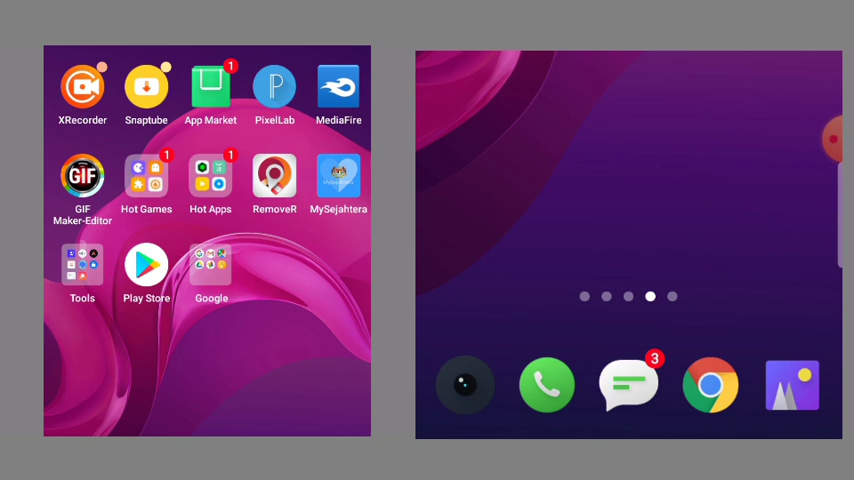 1
XRecorder Snaptube App Market PixelLab MediaFire
GIF
1
1
GIF Maker-Editor Hot Games Hot Apps RemoveR MySejahtera
Tools Play Store Google
3